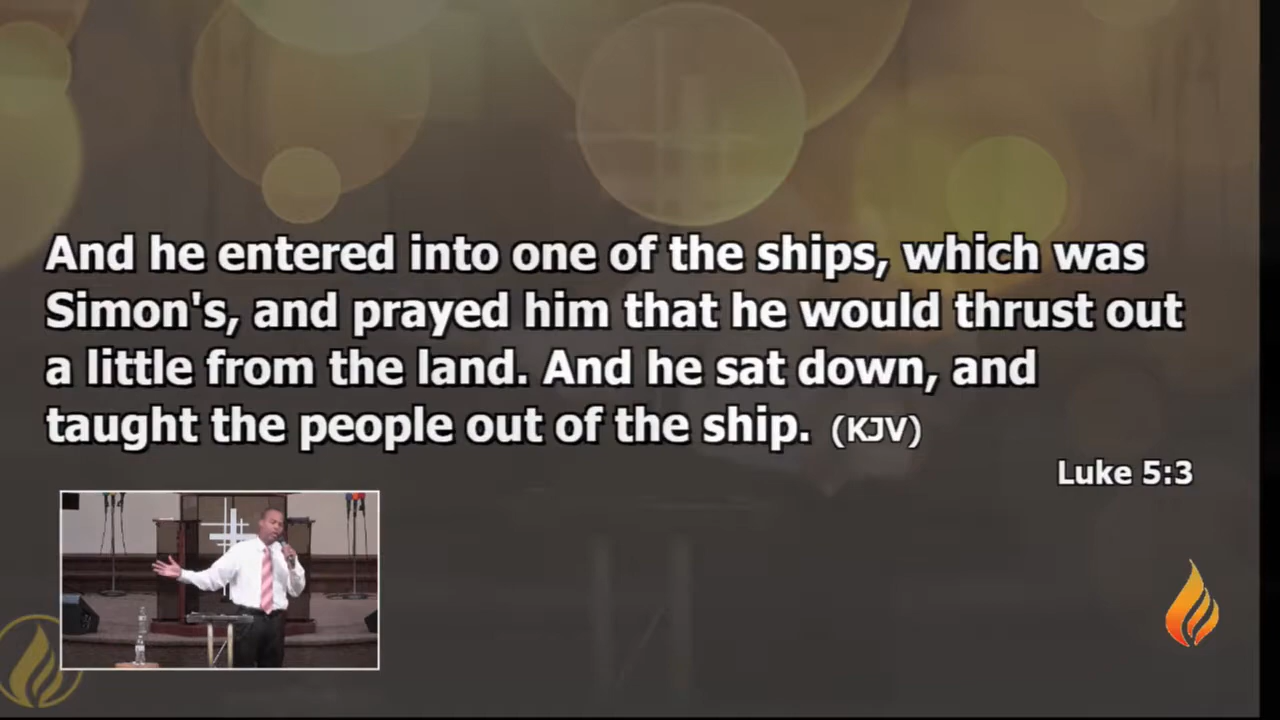 And he entered into one of the ships, which was
Simon's, and prayed him that he would thrust out
a little from the land. And he sat down, and
taught the people out of the ship. (KJV)
Luke 5:3